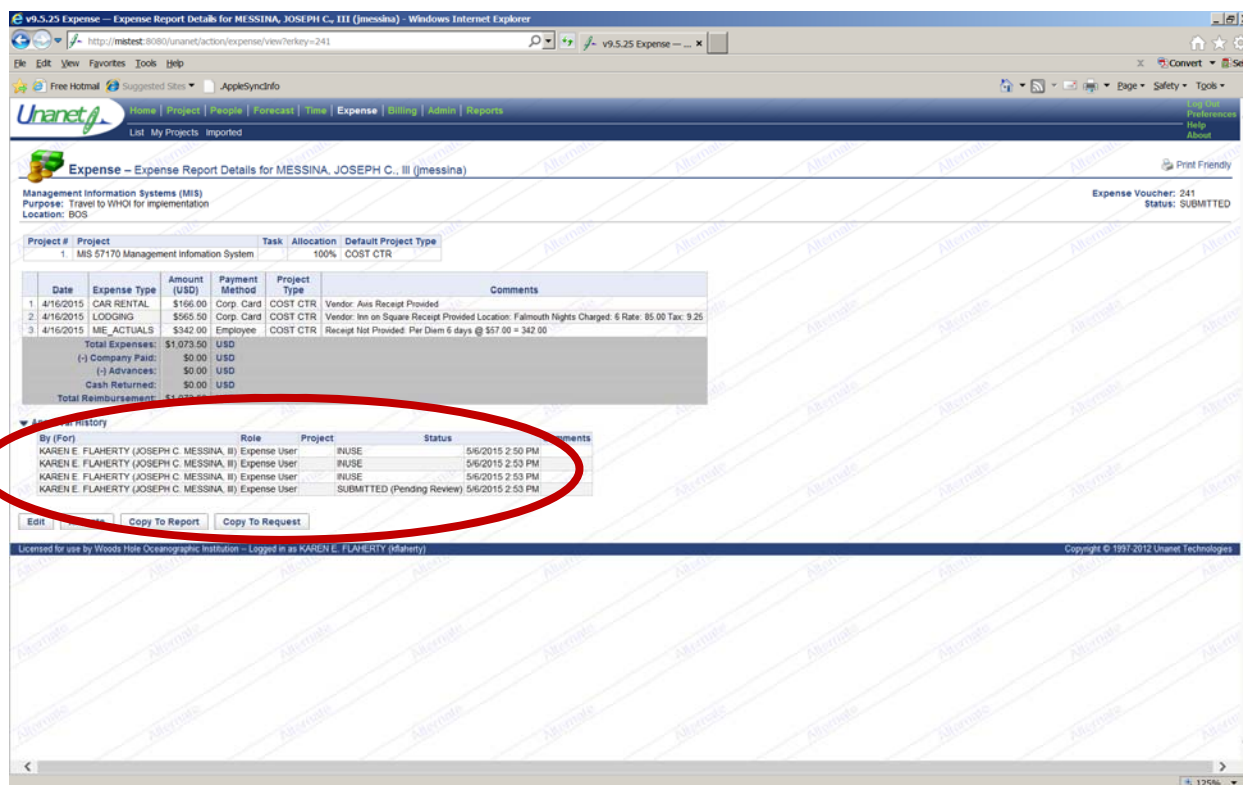 v9.5.25 Expense — Expense Report Details for MESSINA, JOSEPH C., III (jmessina) - Windows Internet Explorer
http://mistest:8080/unanet/action/expense/view?erkey=241
v9.5.25 Expense — ...
File Edit View Favorites Tools Help
Convert
Free Hotmail Suggested Sites AppleSyncInfo
Page Safety Tools
Unanet Home | Project | People | Forecast | Time | Expense | Billing | Admin | Reports
Log Out
Preferences
Help
About
List My Projects Imported
Expense – Expense Report Details for MESSINA, JOSEPH C., III (jmessina)
Print Friendly
Management Information Systems (MIS)
Purpose: Travel to WHOI for implementation
Location: BOS
Expense Voucher: 241
Status: SUBMITTED
Project # Project Task Allocation Default Project Type
1. MIS 57170 Management Infomation System 100% COST CTR
Date Expense Type Amount (USD) Payment Method Project Type Comments
1 4/16/2015 CAR RENTAL $166.00 Corp. Card COST CTR Vendor: Avis Receipt Provided
2 4/16/2015 LODGING $565.50 Corp. Card COST CTR Vendor: Inn on Square Receipt Provided Location: Falmouth Nights Charged: 6 Rate: 85.00 Tax: 9.25
3 4/16/2015 MIE_ACTUALS $342.00 Employee COST CTR Receipt Not Provided: Per Diem 6 days @ $57.00 = 342.00
Total Expenses: $1,073.50 USD
(-) Company Paid: $0.00 USD
(-) Advances: $0.00 USD
Cash Returned: $0.00 USD
Total Reimbursement:
History
By (For) Role Project Status Comments
KAREN E. FLAHERTY (JOSEPH C. MESSINA, III) Expense User INUSE 5/6/2015 2:50 PM
KAREN E. FLAHERTY (JOSEPH C. MESSINA, III) Expense User INUSE 5/6/2015 2:53 PM
KAREN E. FLAHERTY (JOSEPH C. MESSINA, III) Expense User INUSE 5/6/2015 2:53 PM
KAREN E. FLAHERTY (JOSEPH C. MESSINA, III) Expense User SUBMITTED (Pending Review) 5/6/2015 2:53 PM
Edit Copy To Report Copy To Request
Licensed for use by Woods Hole Oceanographic Institution – Logged in as KAREN E. FLAHERTY (kflaherty)
Copyright © 1997-2012 Unanet Technologies
125%